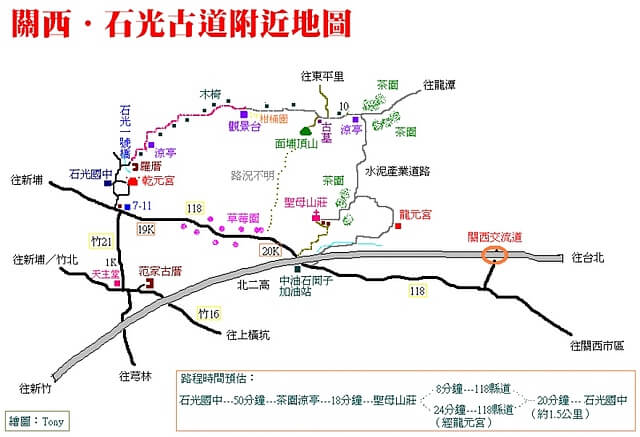 關西・石光古道附近地圖
往東平里
茶園
往龍潭
木椅
10
茶園
石光一號橋
觀景台
柑桶園
古墓
涼亭
涼亭
面埔頂山
羅厝
水泥產業道路
石光國中
乾元宮
路況不明
往新埔
茶園
7-11
118
聖母山莊
龍元宮
草莓園
19K
關西交流道
竹21
20K
往新埔／竹北
1K
往台北
天主堂
范家古厝
北二高
中油石岡子
加油站
118
竹16
往上橫坑
往關西市區
往新竹
往芎林
路程時間預估：
8分鐘---118縣道
石光國中---50分鐘---茶園涼亭---18分鐘---聖母山莊
20分鐘---石光國中
24分鐘---118縣道
(約1.5公里)
(經龍元宮)
繪圖：Tony